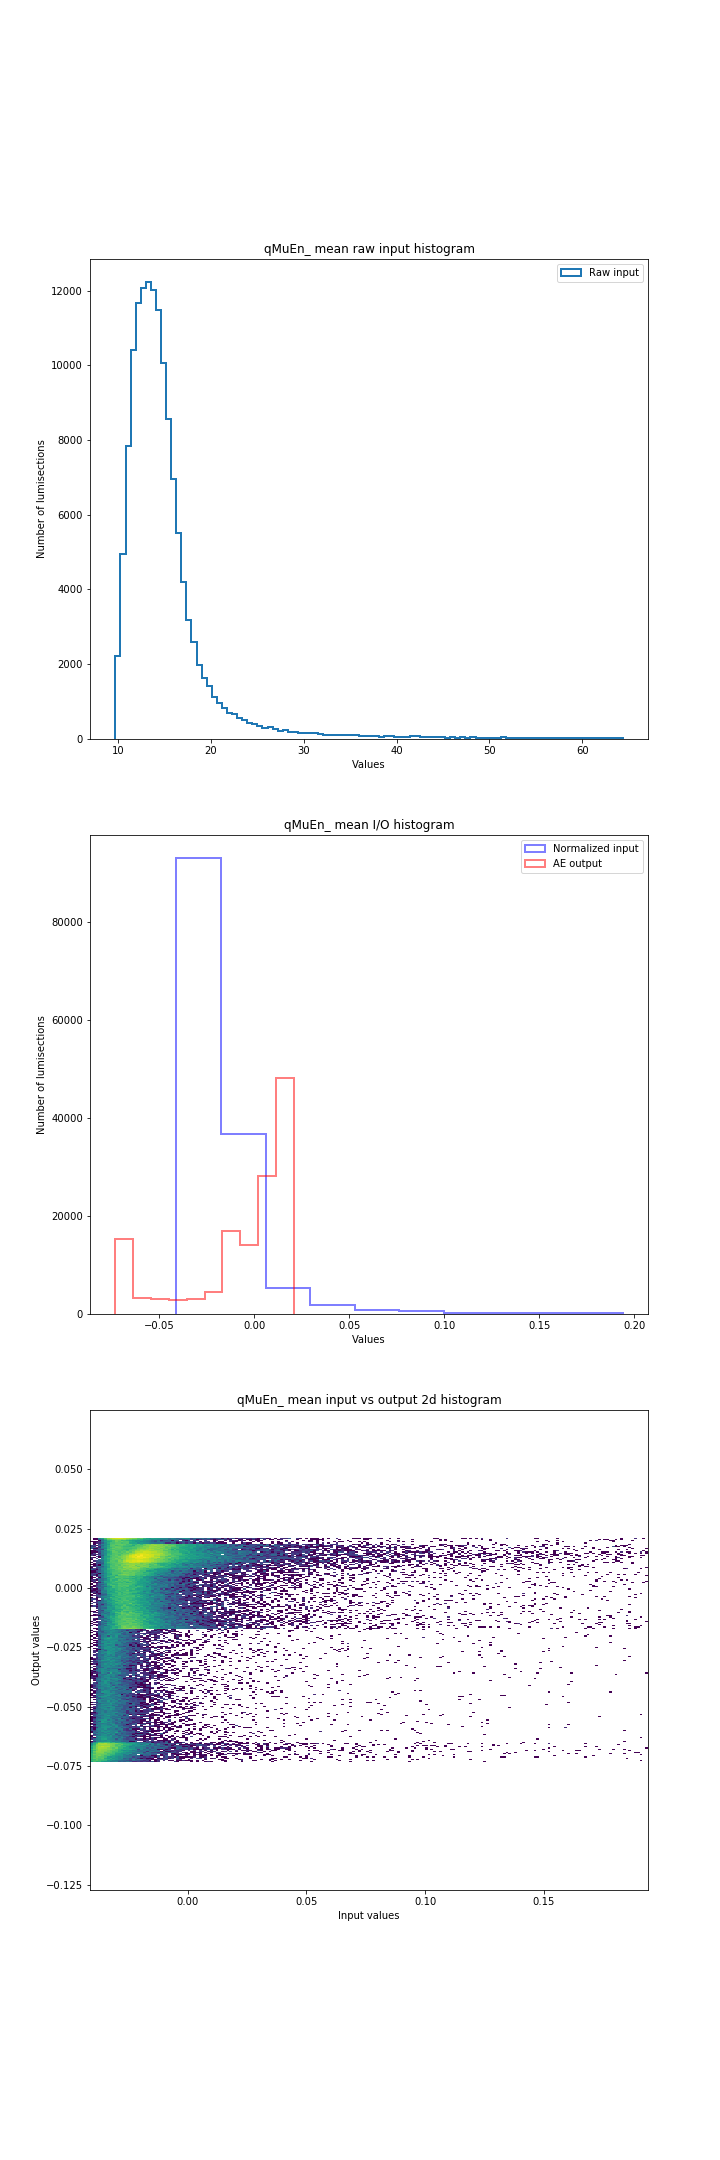 qMuEn_ mean raw input histogram
Raw input
12000
10000
8000
6000
4000
2000
0
Number of lumisections
10 20 30 40 50 60
Values
qMuEn_ mean I/O histogram
Normalized input
AE output
80000
60000
40000
20000
0
Number of lumisections
−0.05 0.00 0.05 0.10 0.15 0.20
Values
qMuEn_ mean input vs output 2d histogram
0.050
0.025
0.000
−0.025
−0.050
−0.075
−0.100
−0.125
Output values
0.00 0.05 0.10 0.15
Input values